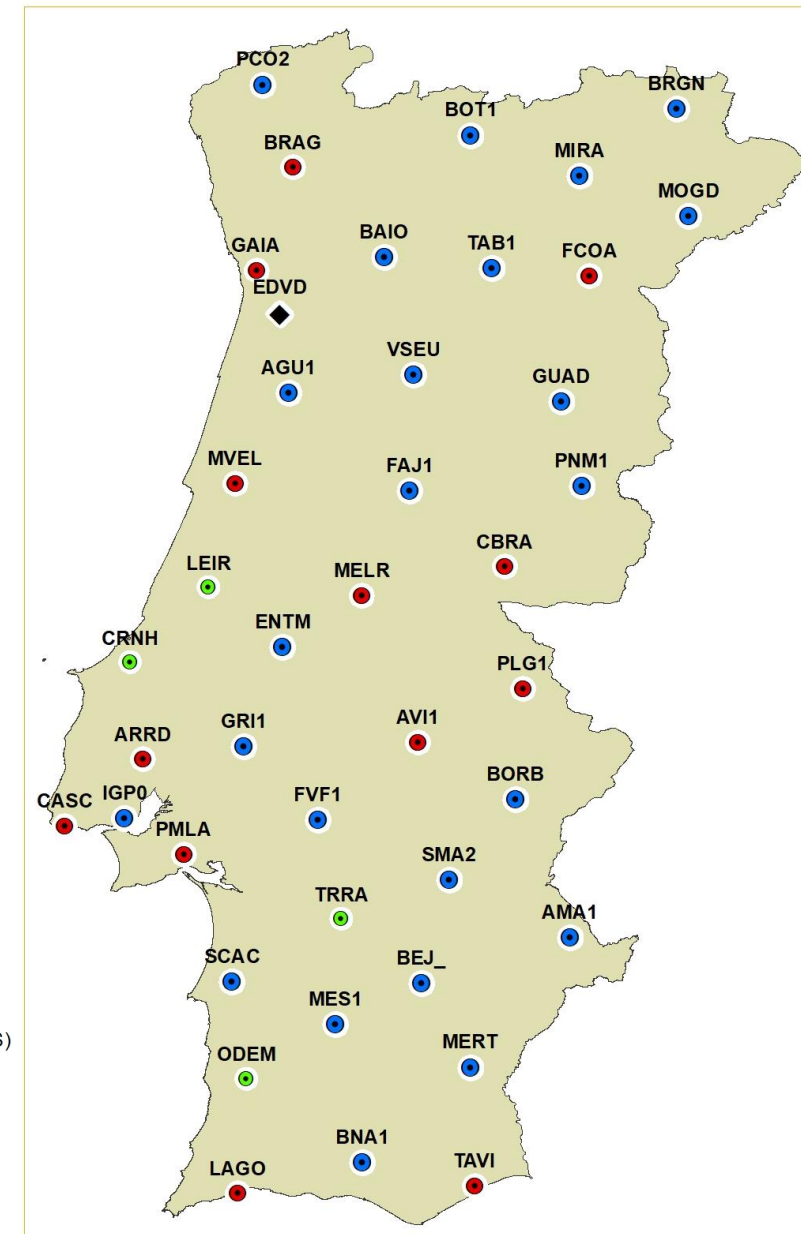 PCO2
BRGN
BOT1
BRAG
MIRA
MOGD
BAIO
TAB1
GAIA
FCOA
EDVD
VSEU
AGU1
GUAD
MVEL
FAJ1
PNM1
CBRA
LEIR
MELR
ENTM
CRNH
PLG1
AVI1
GRI1
ARRD
BORB
IGP0
FVF1
CASC
PMLA
SMA2
TRRA
AMA1
SCAC
BEJ_
MES1
S)
MERT
ODEM
BNA1
TAVI
LAGO